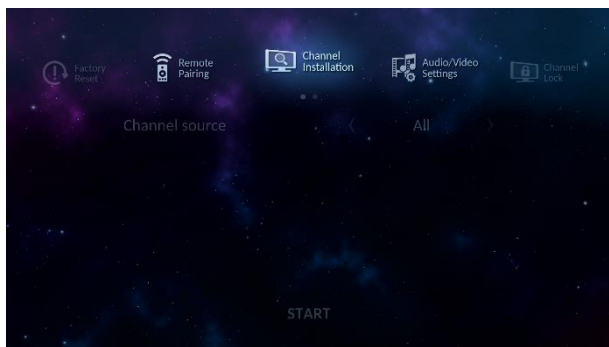 Factory
Reset
Remote
Pairing
Channel
Installation
Audio/Video
Settings
Channel
Lock
Channel source
All
START